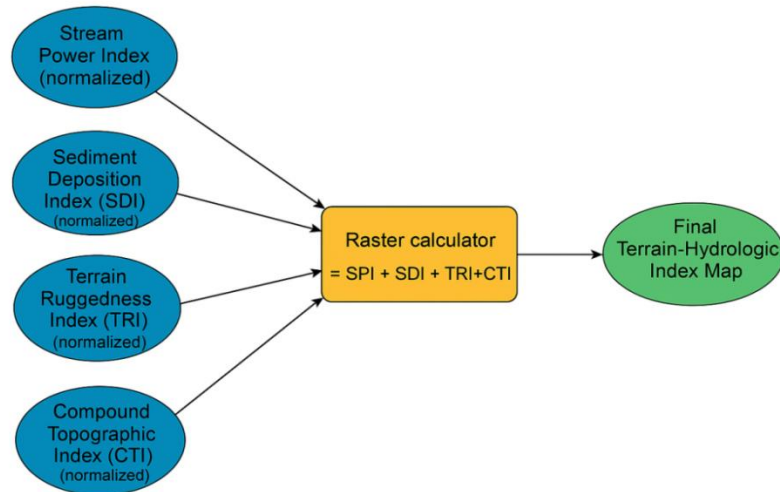 Stream
Power Index
(normalized)
Sediment
Deposition
Index (SDI)
(normalized)
Terrain
Ruggedness
Index (TRI)
(normalized)
Compound
Topographic
Index (CTI)
(normalized)
Raster calculator
= SPI + SDI + TRI+CTI
Final
Terrain-Hydrologic
Index Map